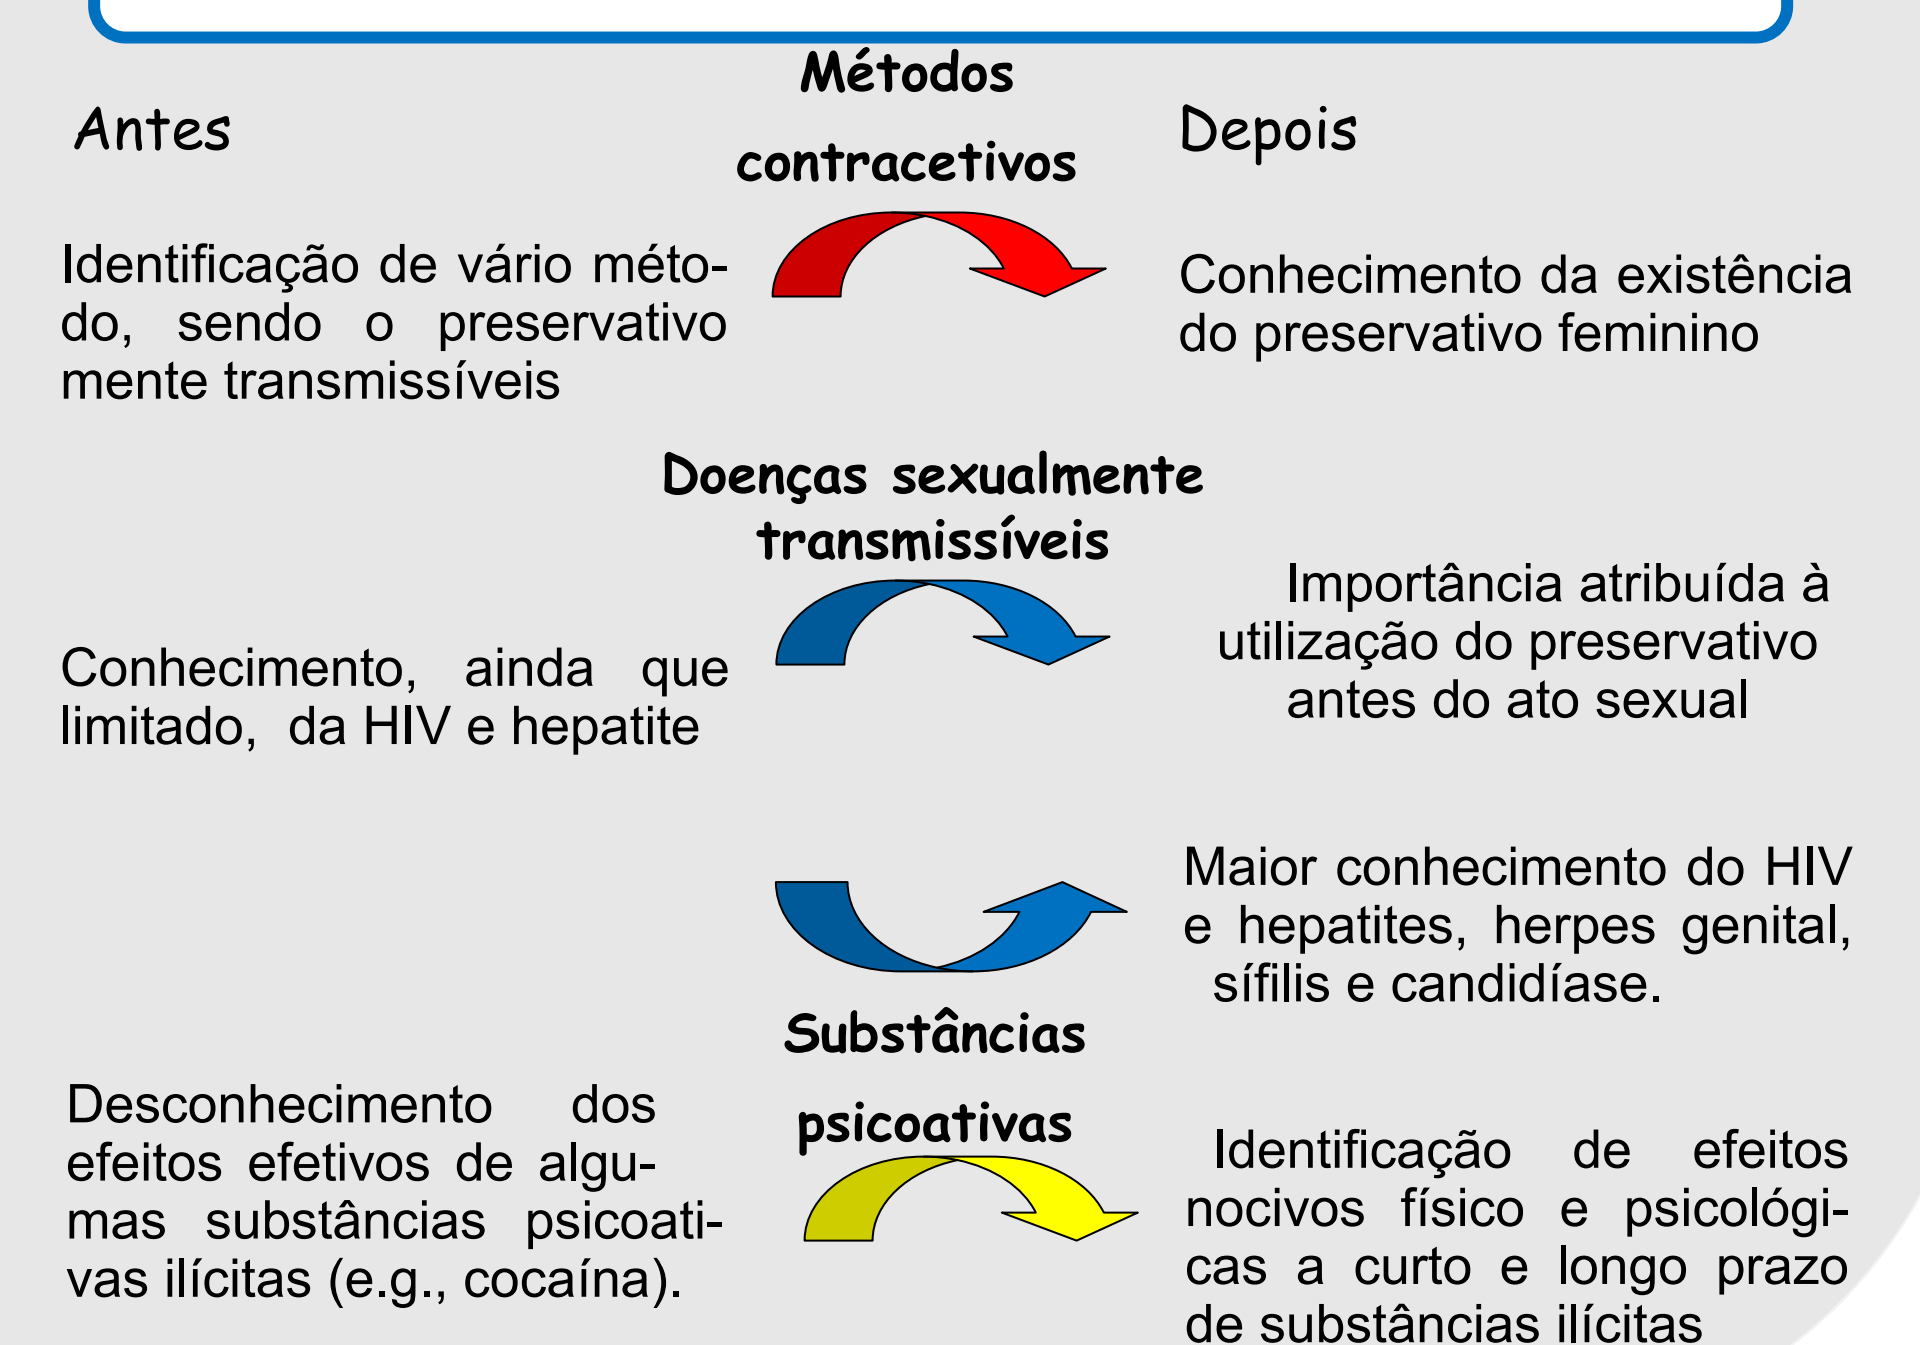 Métodos
contracetivos
Antes
Depois
Identificação de vário méto-
do, sendo o preservativo
mente transmissíveis
Conhecimento da existência
do preservativo feminino
Doenças sexualmente
transmissíveis
Conhecimento, ainda que
limitado, da HIV e hepatite
Importância atribuída à
utilização do preservativo
antes do ato sexual
Maior conhecimento do HIV
e hepatites, herpes genital,
sífilis e candidíase.
Substâncias
psicoativas
Desconhecimento dos
efeitos efetivos de algu-
mas substâncias psicoati-
vas ilícitas (e.g., cocaína).
Identificação de efeitos
nocivos físico e psicológi-
cas a curto e longo prazo
de substâncias ilícitas